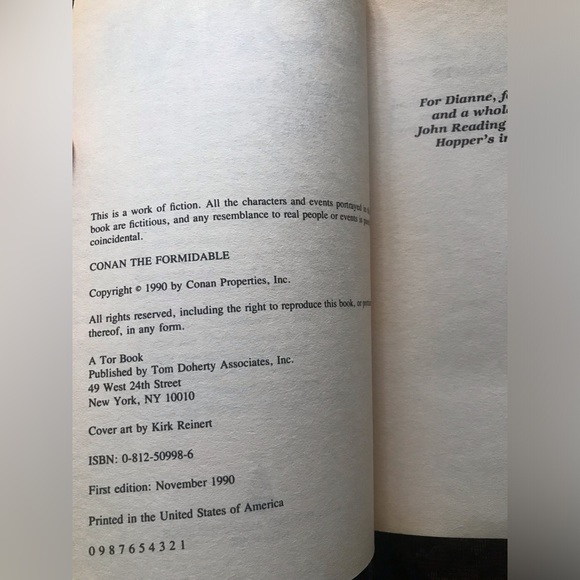 This is a work of fiction. All the characters and events portrayed in
book are fictitious, and any resemblance to real people or events is
coincidental.
CONAN THE FORMIDABLE
Copyright © 1990 by Conan Properties, Inc.
All rights reserved, including the right to reproduce this book, or
thereof, in any form.
A Tor Book
Published by Tom Doherty Associates, Inc.
49 West 24th Street
New York, NY 10010
Cover art by Kirk Reinert
ISBN: 0-812-50998-6
First edition: November 1990
Printed in the United States of America
0 9 8 7 6 5 4 3 2 1
For Dianne,
and a
John Reading
Hopper's